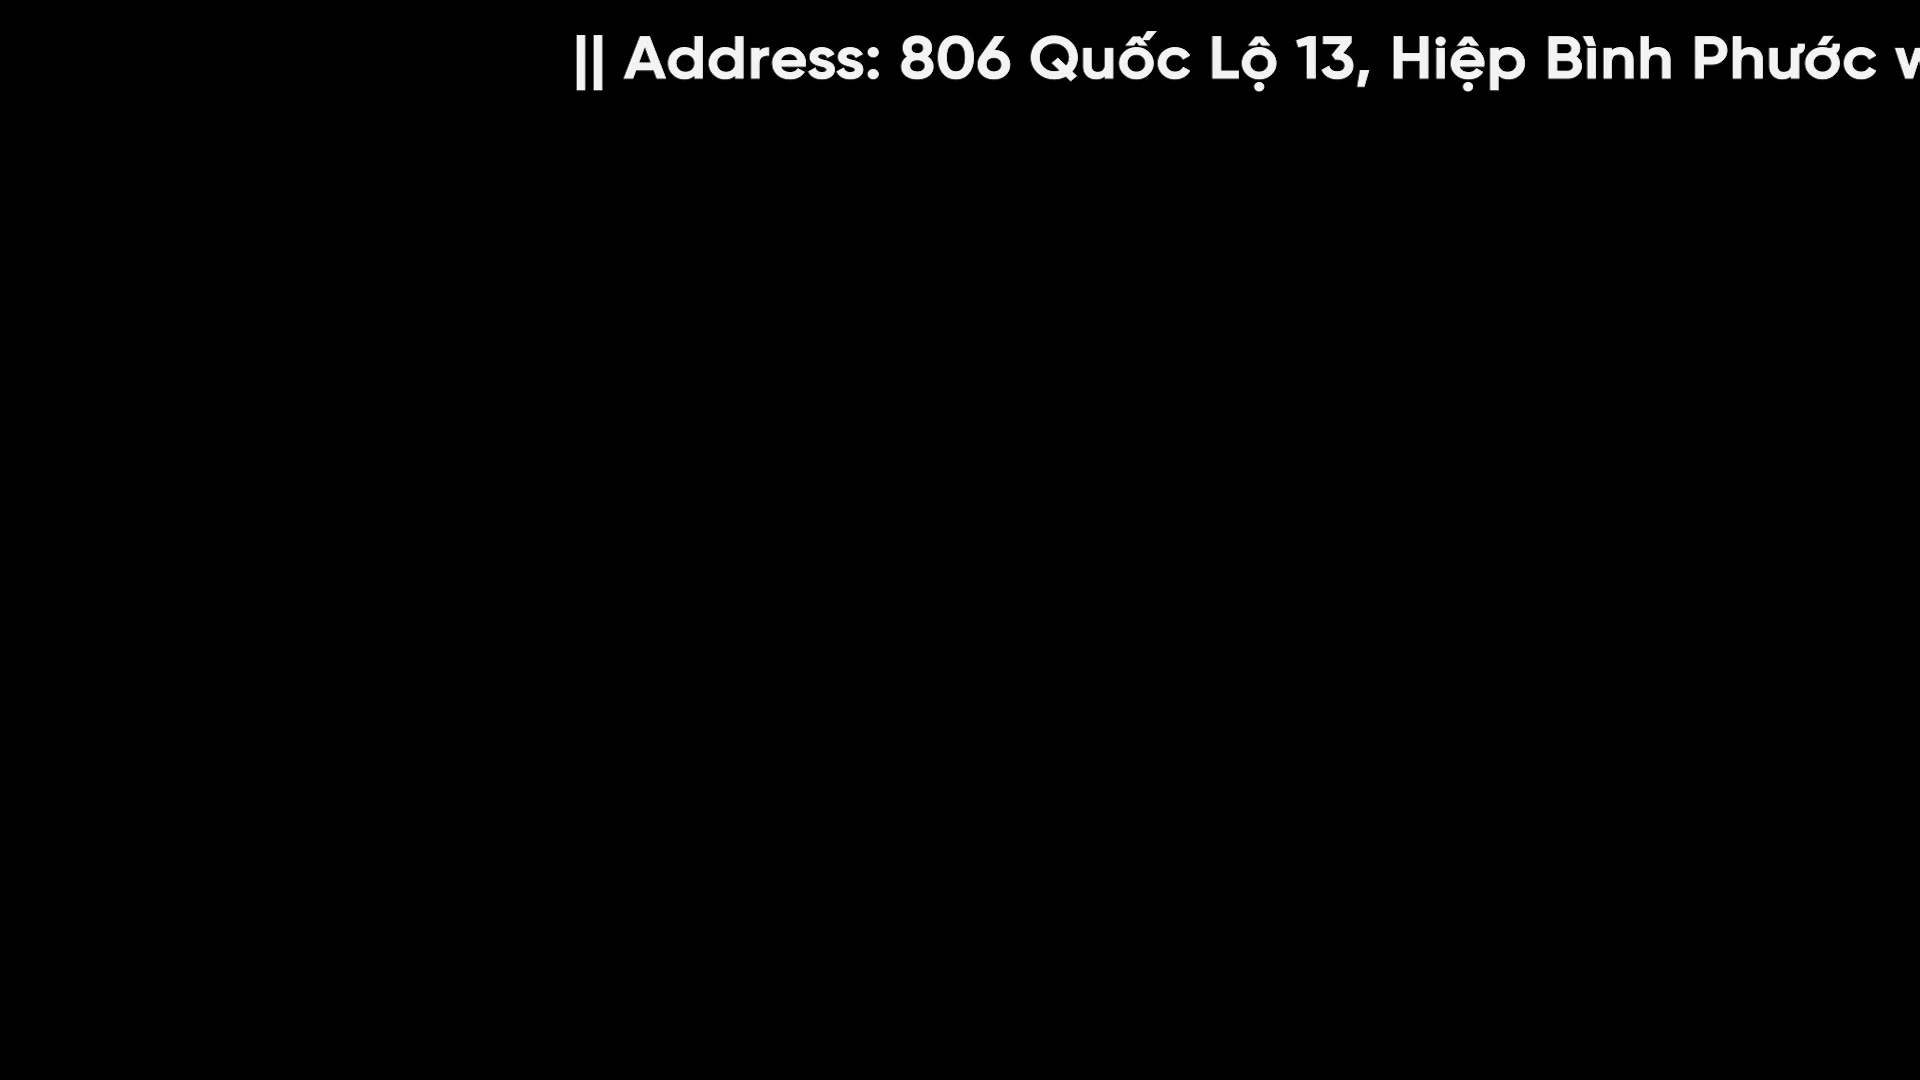 || Address: 806 Quốc Lộ 13, Hiệp Bình Phước